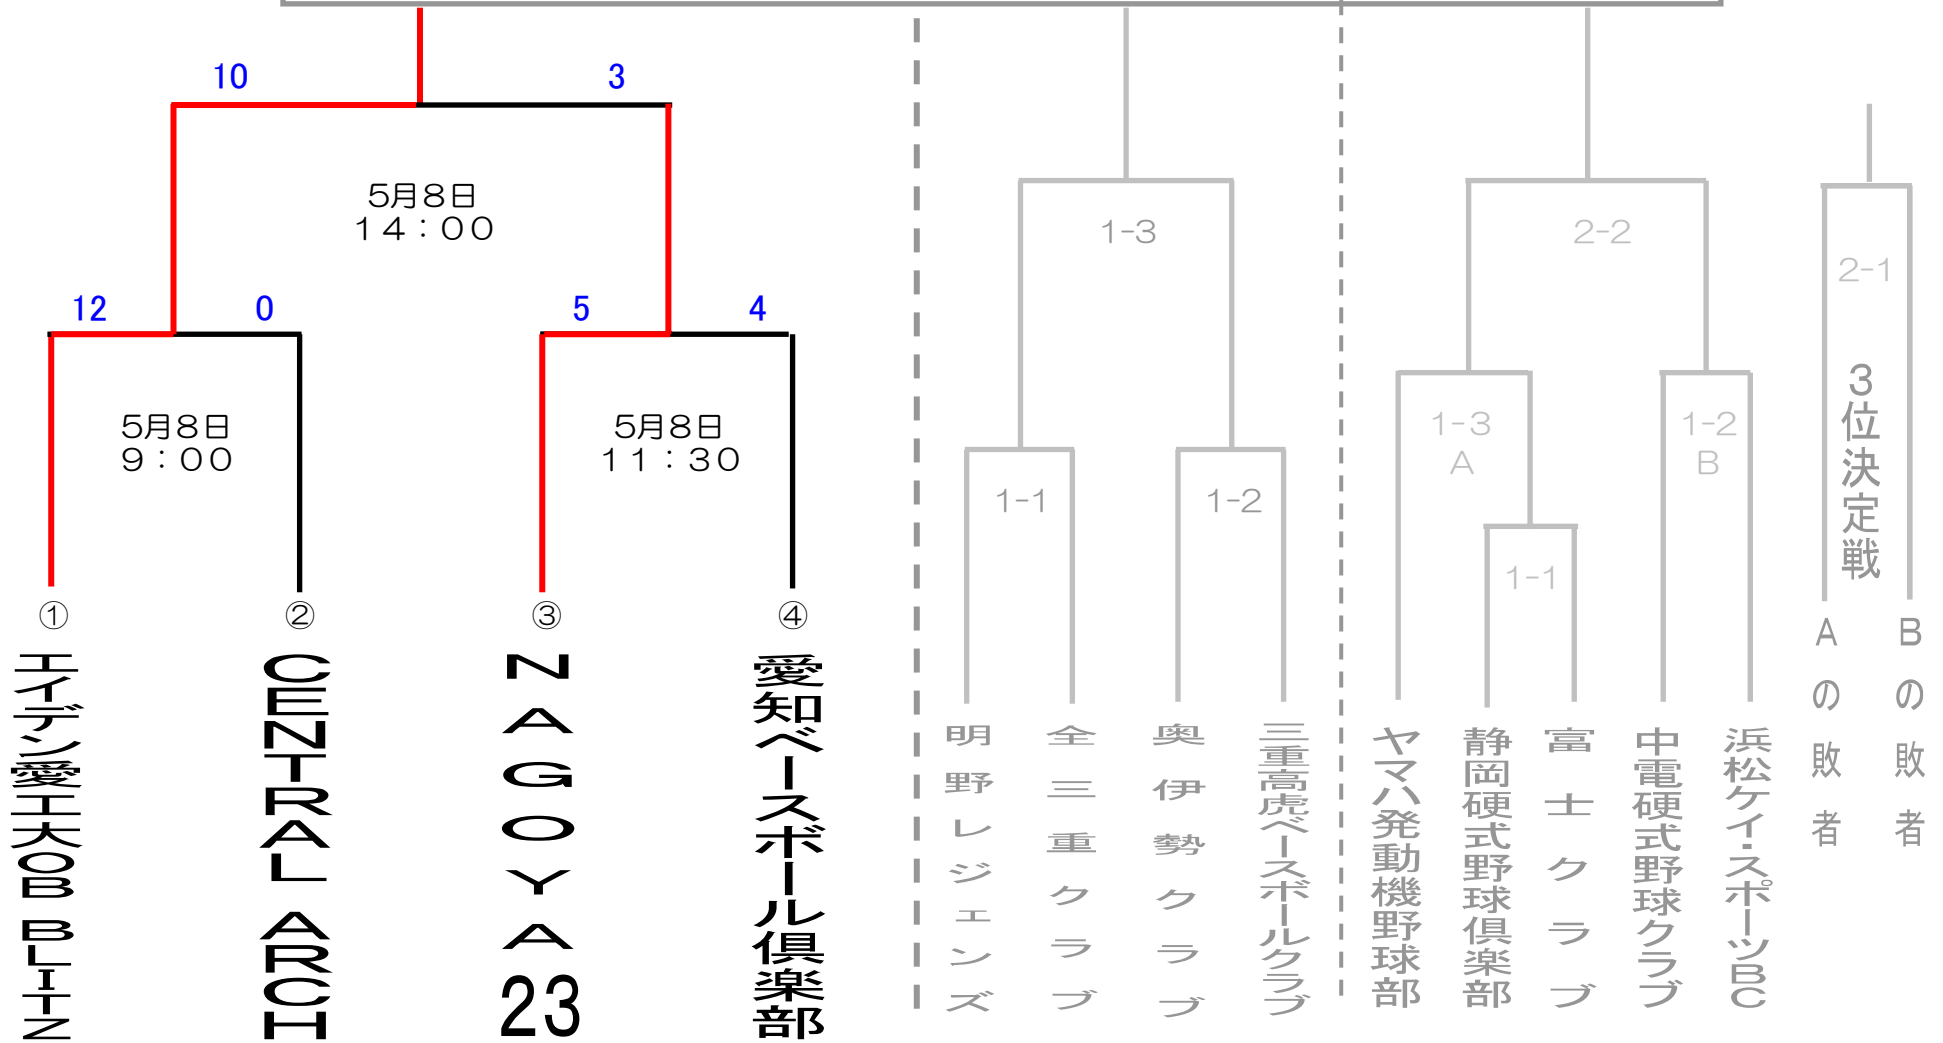 10
3
5月8日
14：00
12
0
5
4
5月8日
9：00
5月8日
11：30
①
②
③
④
エイデン愛工大OB BLITZ
CENTRAL ARCH
NAGOYA23
愛知ベースボール倶楽部
1-3
1-1
1-2
明野レジェンズ
全三重クラブ
奥伊勢クラブ
三重高虎ベースボールクラブ
2-2
1-3
A
1-2
B
1-1
ヤマハ発動機野球部
静岡硬式野球倶楽部
富士クラブ
中電硬式野球クラブ
浜松ケイ・スポーツBC
2-1
3位決定戦
Aの敗者
Bの敗者